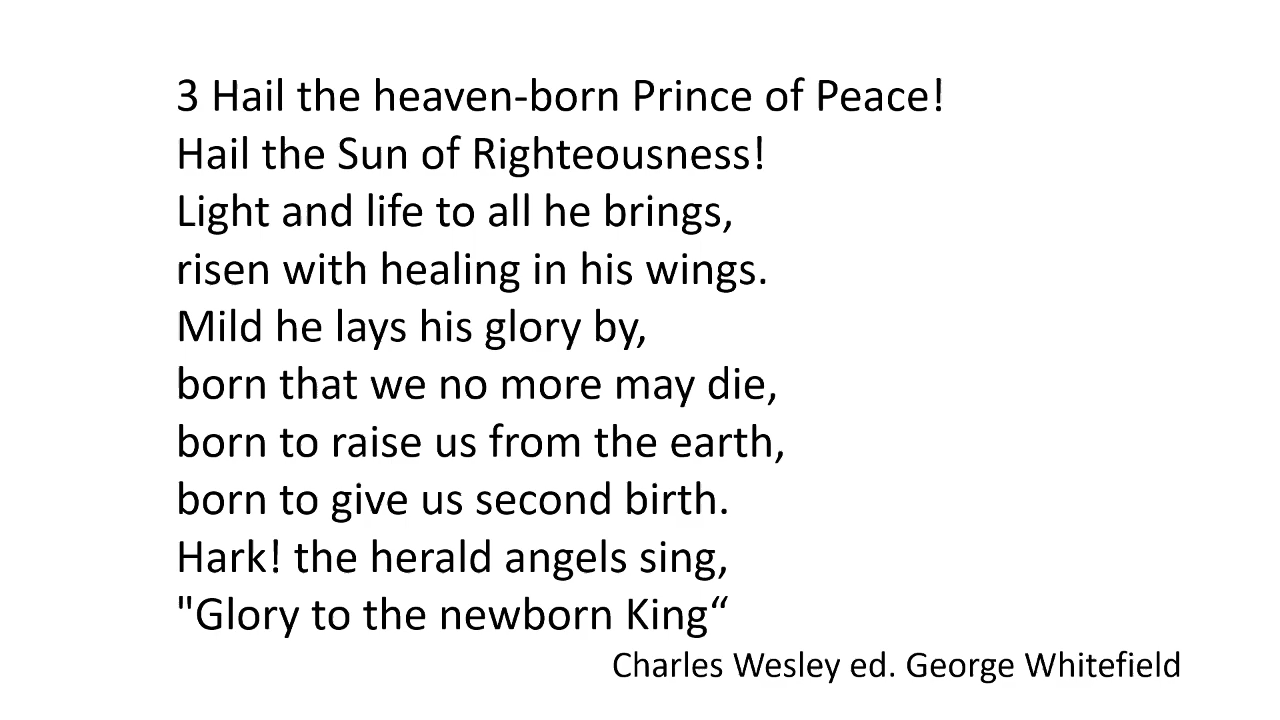 3 Hail the heaven-born Prince of Peace!
Hail the Sun of Righteousness!
Light and life to all he brings,
risen with healing in his wings.
Mild he lays his glory by,
born that we no more may die,
born to raise us from the earth,
born to give us second birth.
Hark! the herald angels sing,
"Glory to the newborn King“
Charles Wesley ed. George Whitefield